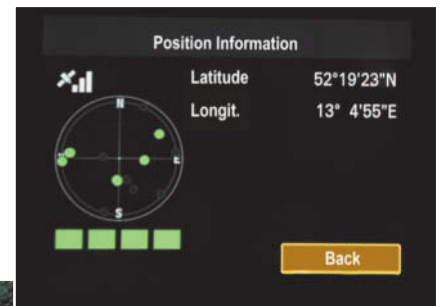 Position Information
Latitude 52°19'23"N
Longit. 13° 4'55"E
N
E
S
Back